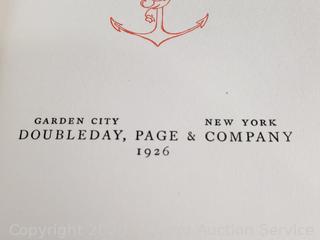 GARDEN CITY NEW YORK
DOUBLEDAY, PAGE & COMPANY
1926
Copyright Auction Service